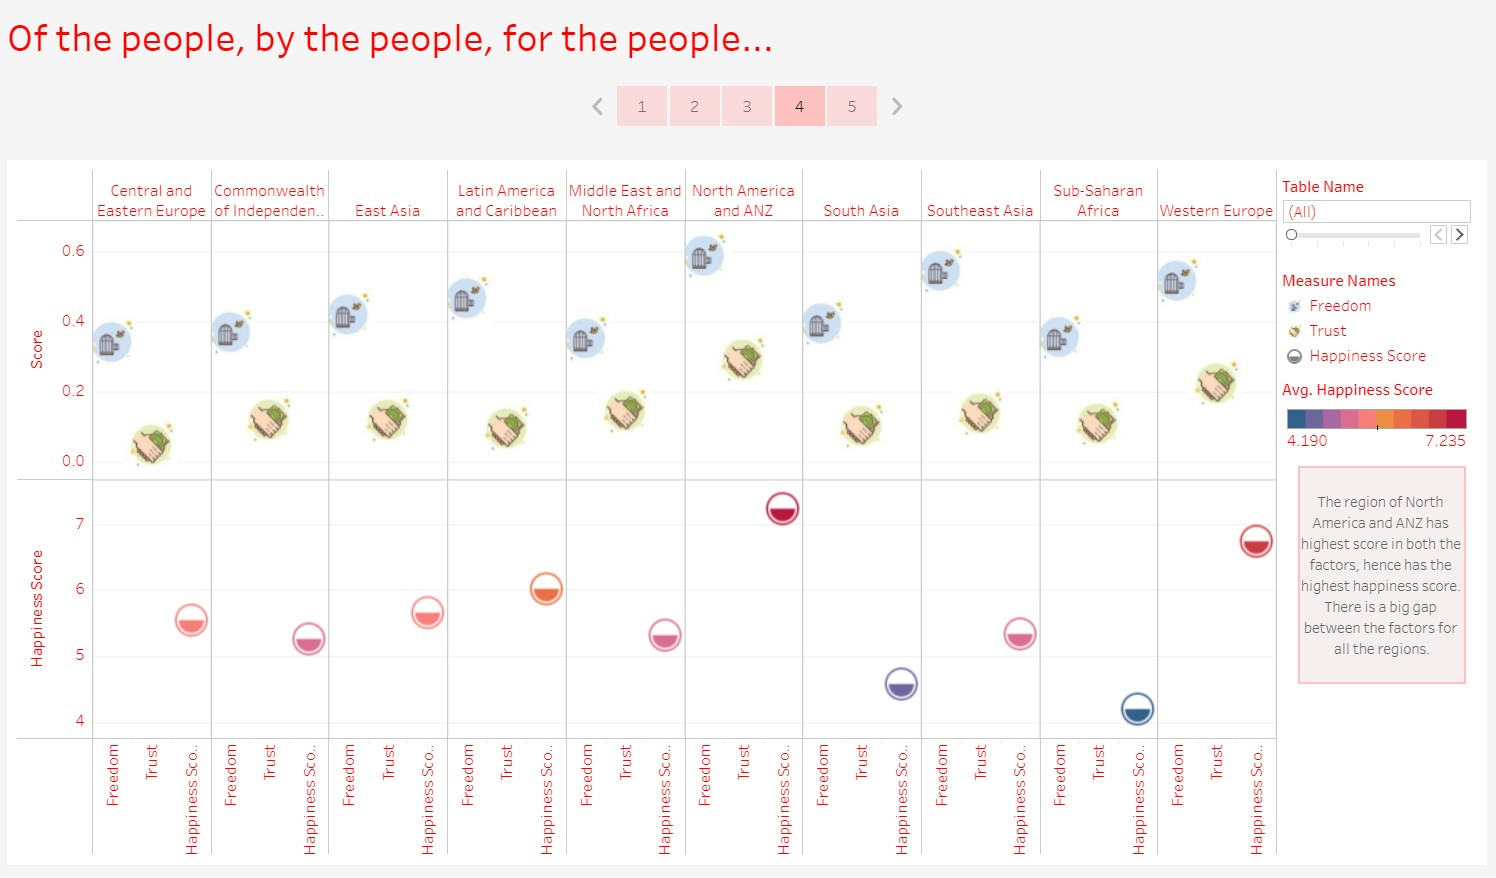 Of the people, by the people, for the people...
1 2 3 4 5
Central and
Eastern Europe
Commonwealth
of Independen..
East Asia
Latin America
and Caribbean
Middle East and
North Africa
North America
and ANZ
South Asia
Southeast Asia
Sub-Saharan
Africa
Western Europe
Score
0.6
0.4
0.2
0.0
Happiness Score
7
6
5
4
Freedom
Trust
Happiness Sco..
Freedom
Trust
Happiness Sco..
Freedom
Trust
Happiness Sco..
Freedom
Trust
Happiness Sco..
Freedom
Trust
Happiness Sco..
Freedom
Trust
Happiness Sco..
Freedom
Trust
Happiness Sco..
Freedom
Trust
Happiness Sco..
Freedom
Trust
Happiness Sco..
Freedom
Trust
Happiness Sco..
Table Name
(All)
Measure Names
Freedom
Trust
Happiness Score
Avg. Happiness Score
4.190 7.235
The region of North
America and ANZ has
highest score in both the
factors, hence has the
highest happiness score.
There is a big gap
between the factors for
all the regions.